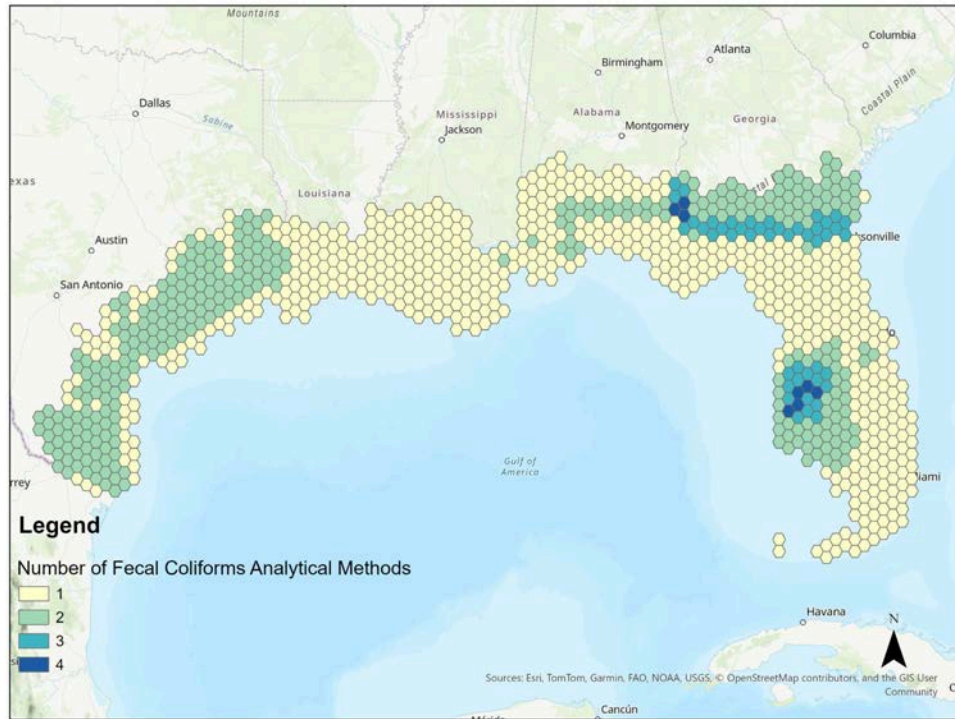 Mountains
Columbia
Atlanta
Birmingham
Coastal Plain
Dallas
Sabine
Mississippi
Alabama
Georgia
Jackson
Montgomery
exas
Louisiana
Austin
sonville
San Antonio
Gulf of
America
rrey
iami
Legend
Number of Fecal Coliforms Analytical Methods
1
2
3
4
Havana
N
Sources: Esri, TomTom, Garmin, FAO, NOAA, USGS, © OpenStreetMap contributors, and the GIS User
Community
Cancún